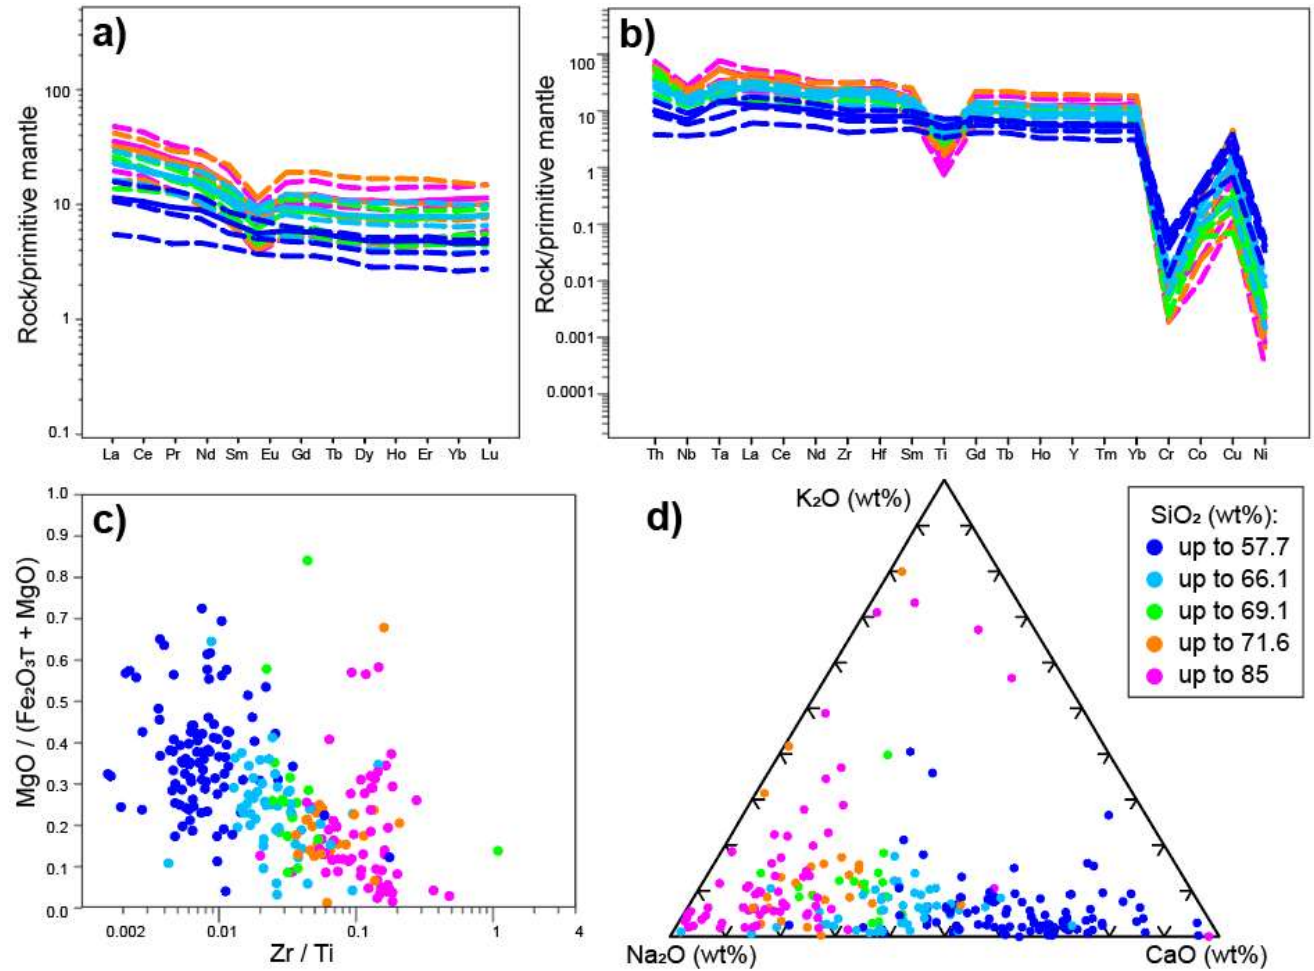 a)
Rock/primitive mantle
100
10
1
0.1
La Ce Pr Nd Sm Eu Gd Tb Dy Ho Er Yb Lu
b)
Rock/primitive mantle
100
10
1
0.1
0.01
0.001
0.0001
Th Nb Ta La Ce Nd Zr Hf Sm Ti Gd Tb Ho Y Tm Yb Cr Co Cu Ni
c)
MgO / (Fe₂O₃T + MgO)
1.0
0.9
0.8
0.7
0.6
0.5
0.4
0.3
0.2
0.1
0.0
0.002 0.01 0.1 1 4
Zr / Ti
d)
K₂O (wt%)
Na₂O (wt%)
CaO (wt%)
SiO₂ (wt%):
up to 57.7
up to 66.1
up to 69.1
up to 71.6
up to 85